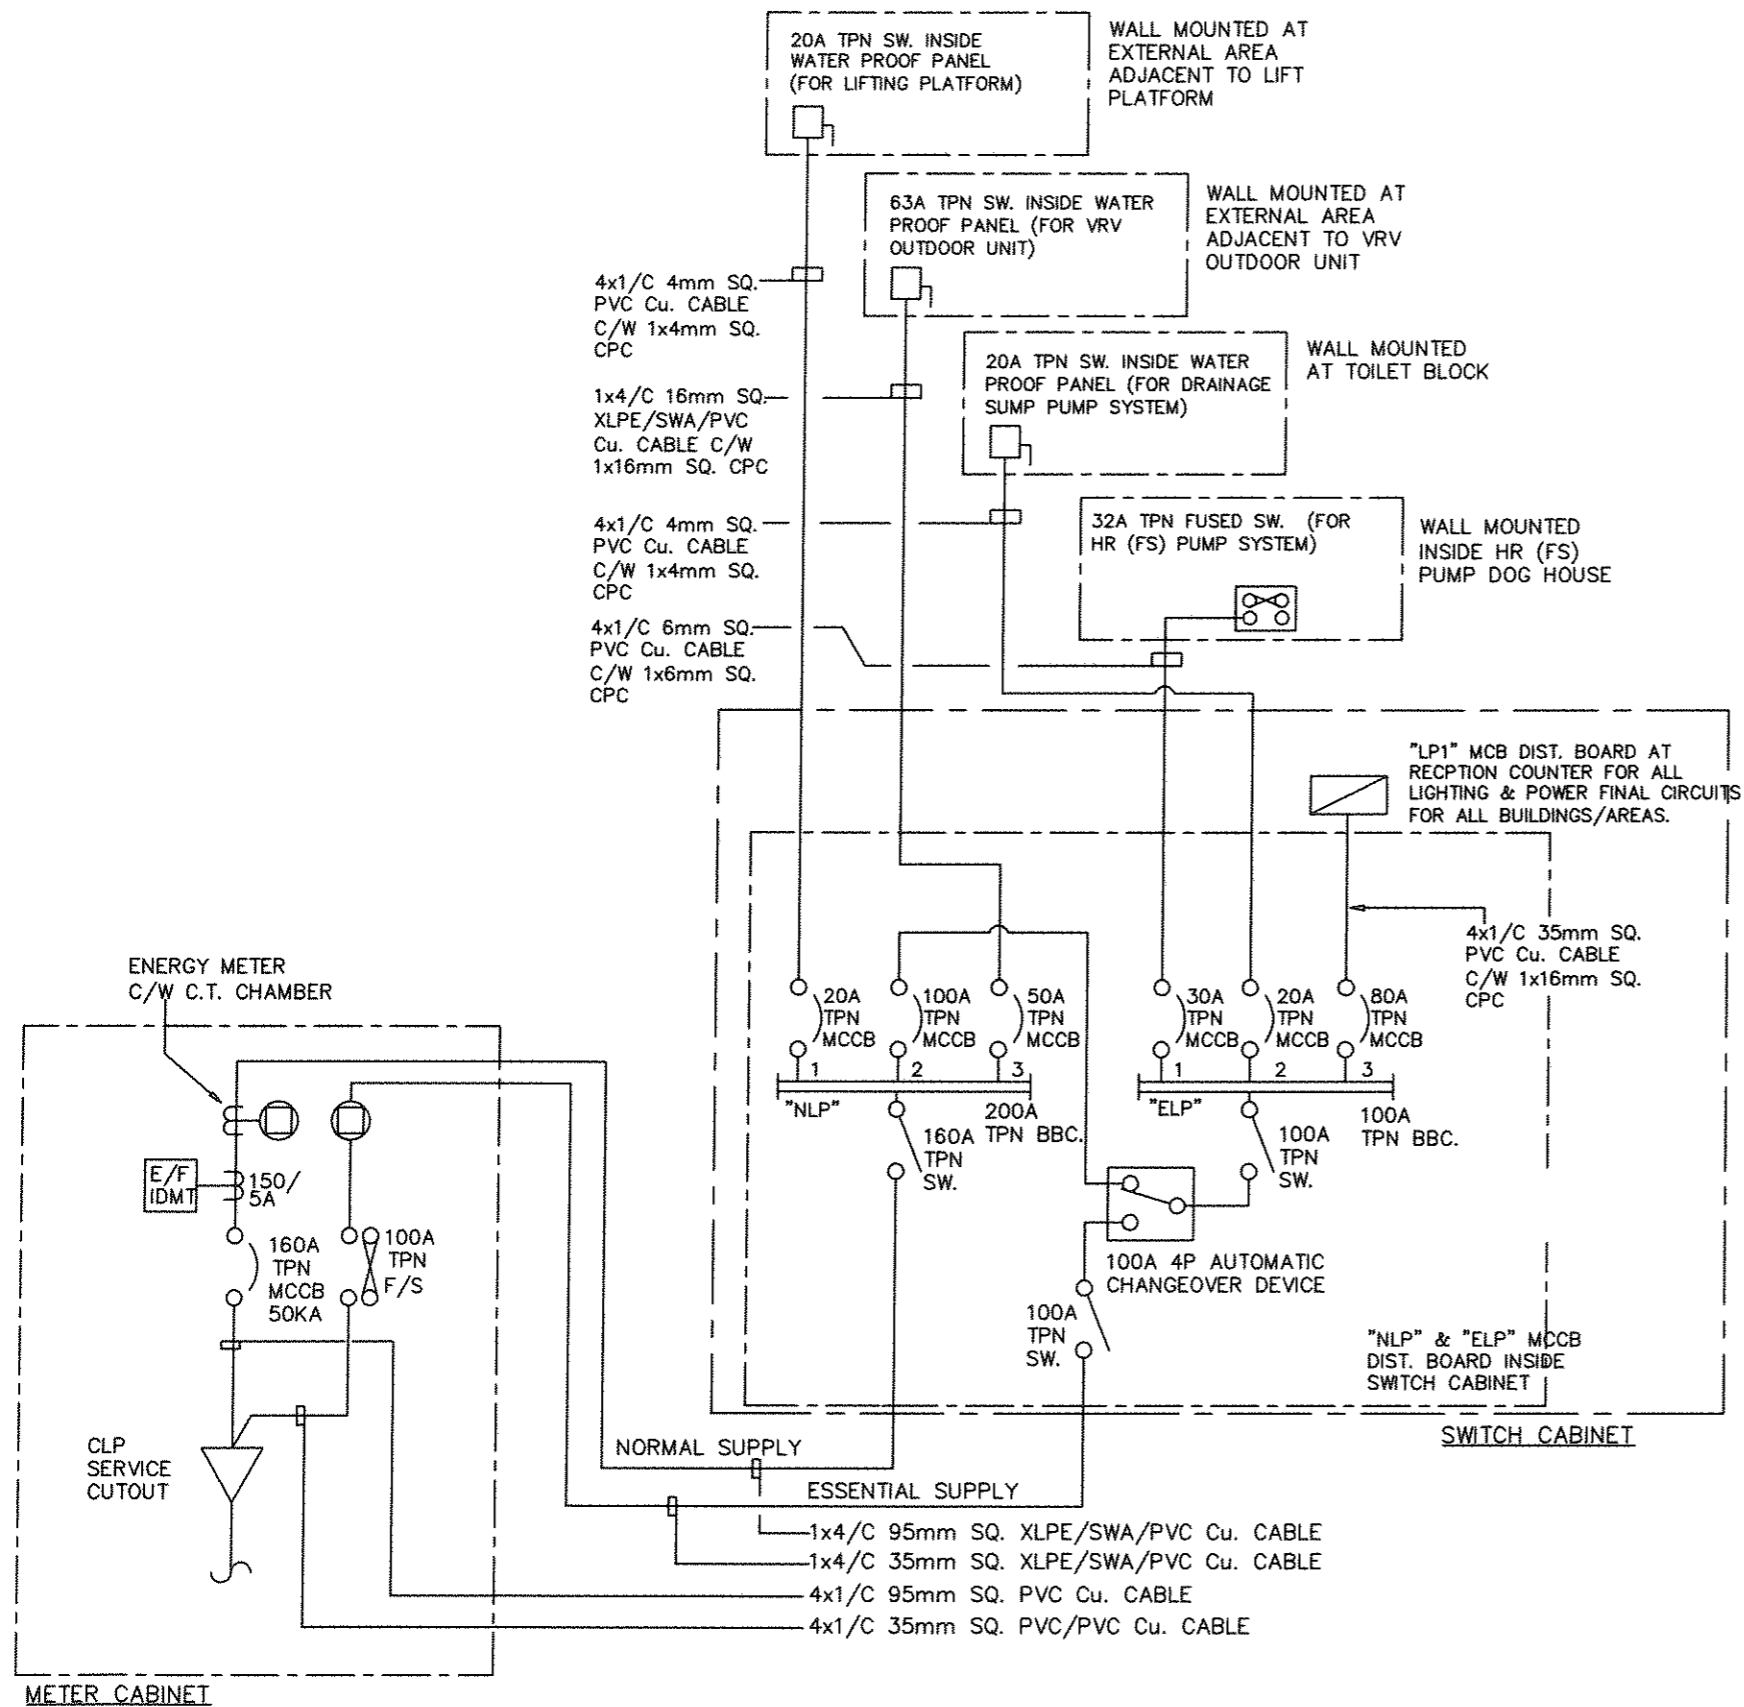 20A TPN SW. INSIDE
WATER PROOF PANEL
(FOR LIFTING PLATFORM)
WALL MOUNTED AT
EXTERNAL AREA
ADJACENT TO LIFT
PLATFORM
63A TPN SW. INSIDE WATER
PROOF PANEL (FOR VRV
OUTDOOR UNIT)
WALL MOUNTED AT
EXTERNAL AREA
ADJACENT TO VRV
OUTDOOR UNIT
4x1/C 4mm SQ.
PVC Cu. CABLE
C/W 1x4mm SQ.
CPC
20A TPN SW. INSIDE WATER
PROOF PANEL (FOR DRAINAGE
SUMP PUMP SYSTEM)
WALL MOUNTED
AT TOILET BLOCK
1x4/C 16mm SQ.
XLPE/SWA/PVC
Cu. CABLE C/W
1x16mm SQ. CPC
4x1/C 4mm SQ.
PVC Cu. CABLE
C/W 1x4mm SQ.
CPC
32A TPN FUSED SW. (FOR
HR (FS) PUMP SYSTEM)
WALL MOUNTED
INSIDE HR (FS)
PUMP DOG HOUSE
4x1/C 6mm SQ.
PVC Cu. CABLE
C/W 1x6mm SQ.
CPC
"LP1" MCB DIST. BOARD AT
RECPTION COUNTER FOR ALL
LIGHTING & POWER FINAL CIRCUITS
FOR ALL BUILDINGS/AREAS.
4x1/C 35mm SQ.
PVC Cu. CABLE
C/W 1x16mm SQ.
CPC
ENERGY METER
C/W C.T. CHAMBER
20A
TPN
MCCB
100A
TPN
MCCB
50A
TPN
MCCB
30A
TPN
MCCB
20A
TPN
MCCB
80A
TPN
MCCB
1
2
3
1
2
3
"NLP"
200A
TPN BBC.
"ELP"
100A
TPN BBC.
160A
TPN
SW.
100A
TPN
SW.
E/F
IDMT
150/
5A
160A
TPN
MCCB
50KA
100A
TPN
F/S
100A 4P AUTOMATIC
CHANGEOVER DEVICE
100A
TPN
SW.
"NLP" & "ELP" MCCB
DIST. BOARD INSIDE
SWITCH CABINET
SWITCH CABINET
CLP
SERVICE
CUTOUT
NORMAL SUPPLY
ESSENTIAL SUPPLY
1x4/C 95mm SQ. XLPE/SWA/PVC Cu. CABLE
1x4/C 35mm SQ. XLPE/SWA/PVC Cu. CABLE
4x1/C 95mm SQ. PVC Cu. CABLE
4x1/C 35mm SQ. PVC/PVC Cu. CABLE
METER CABINET